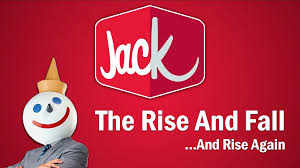 Jack
The Rise And Fall
...And Rise Again